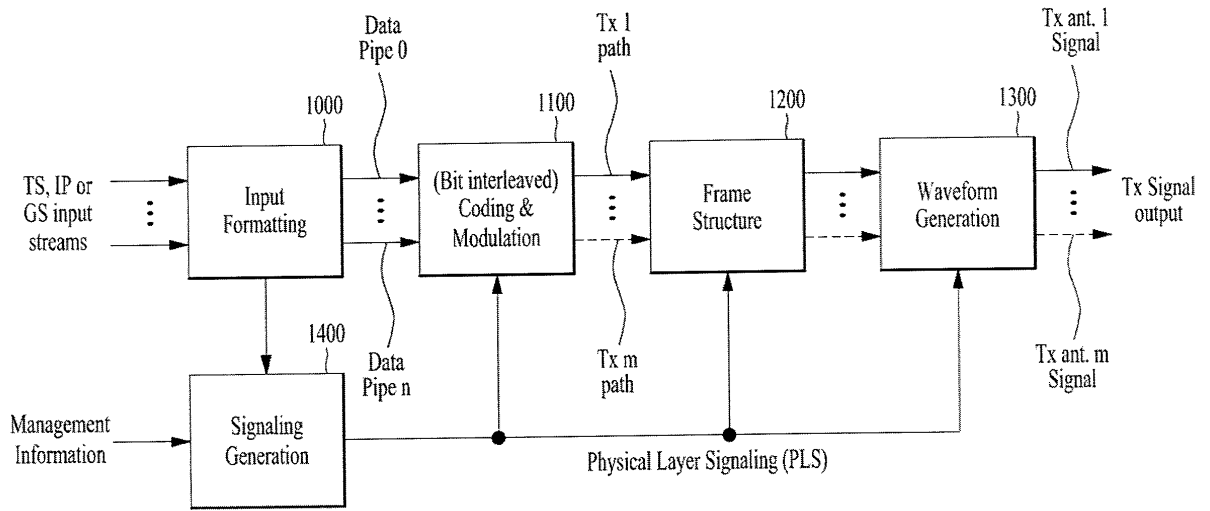 Data
Pipe 0
Tx 1
path
Tx ant. 1
Signal
1000
1100
1200
1300
TS, IP or
GS input
streams
Input
Formatting
(Bit interleaved)
Coding &
Modulation
Frame
Structure
Waveform
Generation
Tx Signal
output
1400
Data
Pipe n
Tx m
path
Tx ant. m
Signal
Management
Information
Signaling
Generation
Physical Layer Signaling (PLS)